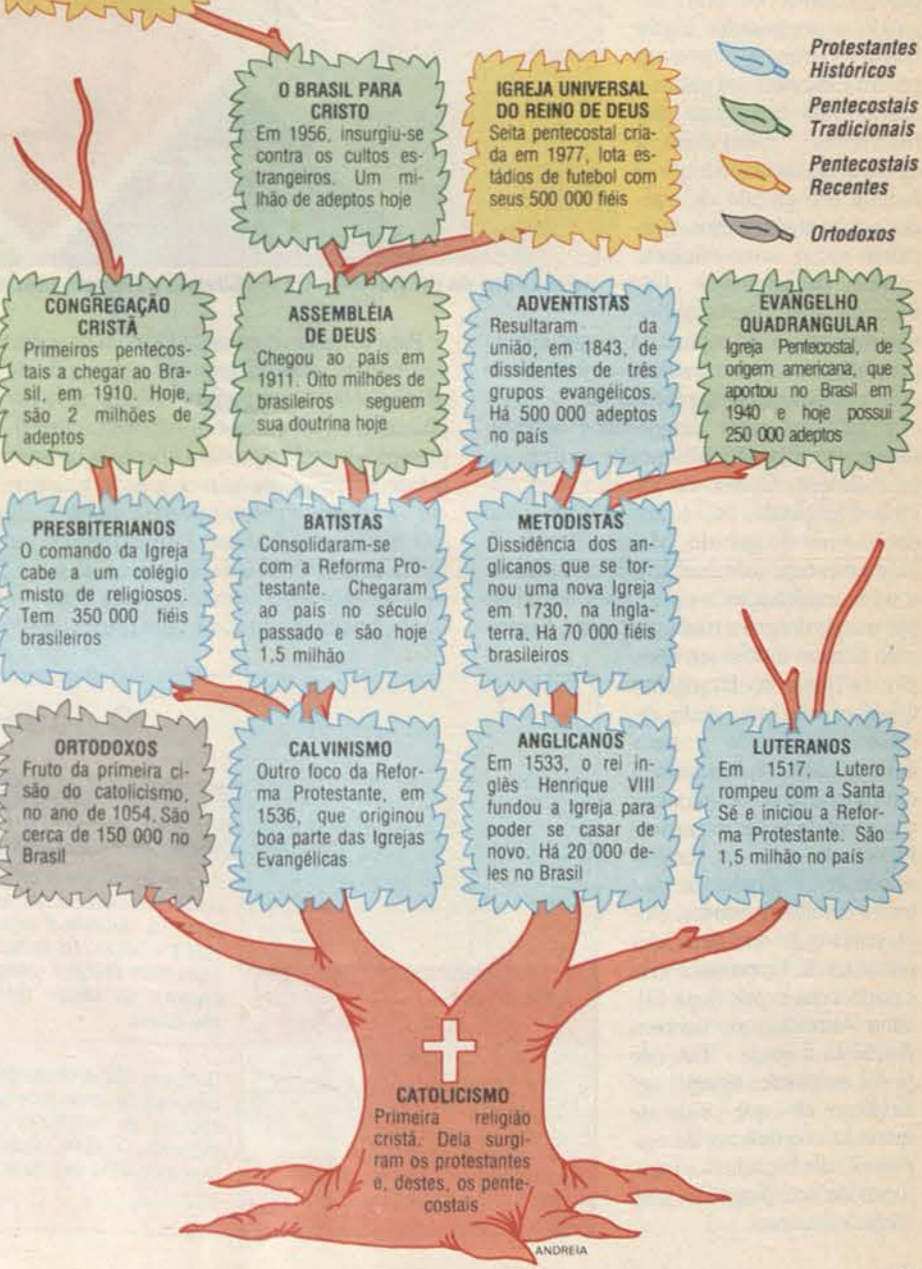 O BRASIL PARA
CRISTO
Em 1956, insurgiu-se
contra os cultos es-
trangeiros. Um mi-
lhão de adeptos hoje
IGREJA UNIVERSAL
DO REINO DE DEUS
Seita pentecostal cria-
da em 1977, lota es-
tádios de futebol com
seus 500 000 fiéis
Protestantes
Históricos
Pentecostais
Tradicionais
Pentecostais
Recentes
Ortodoxos
CONGREGAÇÃO
CRISTÃ
Primeiros pentecos-
tais a chegar ao Bra-
sil, em 1910. Hoje,
são 2 milhões de
adeptos
ASSEMBLÉIA
DE DEUS
Chegou ao país em
1911. Oito milhões de
brasileiros seguem
sua doutrina hoje
ADVENTISTAS
Resultaram da
união, em 1843, de
dissidentes de três
grupos evangélicos.
Há 500 000 adeptos
no país
EVANGELHO
QUADRANGULAR
Igreja Pentecostal, de
origem americana, que
aportou no Brasil em
1940 e hoje possui
250 000 adeptos
PRESBITERIANOS
O comando da Igreja
cabe a um colégio
misto de religiosos.
Tem 350 000 fiéis
brasileiros
BATISTAS
Consolidaram-se
com a Reforma Pro-
testante. Chegaram
ao país no século
passado e são hoje
1,5 milhão
METODISTAS
Dissidência dos an-
glicanos que se tor-
nou uma nova Igreja
em 1730, na Ingla-
terra. Há 70 000 fiéis
brasileiros
ORTODOXOS
Fruto da primeira ci-
são do catolicismo,
no ano de 1054. São
cerca de 150 000 no
Brasil
CALVINISMO
Outro foco da Refor-
ma Protestante, em
1536, que originou
boa parte das Igrejas
Evangélicas
ANGLICANOS
Em 1533, o rei in-
glês Henrique VIII
fundou a Igreja para
poder se casar de
novo. Há 20 000 de-
les no Brasil
LUTERANOS
Em 1517, Lutero
rompeu com a Santa
Sé e iniciou a Refor-
ma Protestante. São
1,5 milhão no país
CATOLICISMO
Primeira religião
cristã. Dela surgi-
ram os protestantes
e, destes, os pente-
costais
ANDREIA